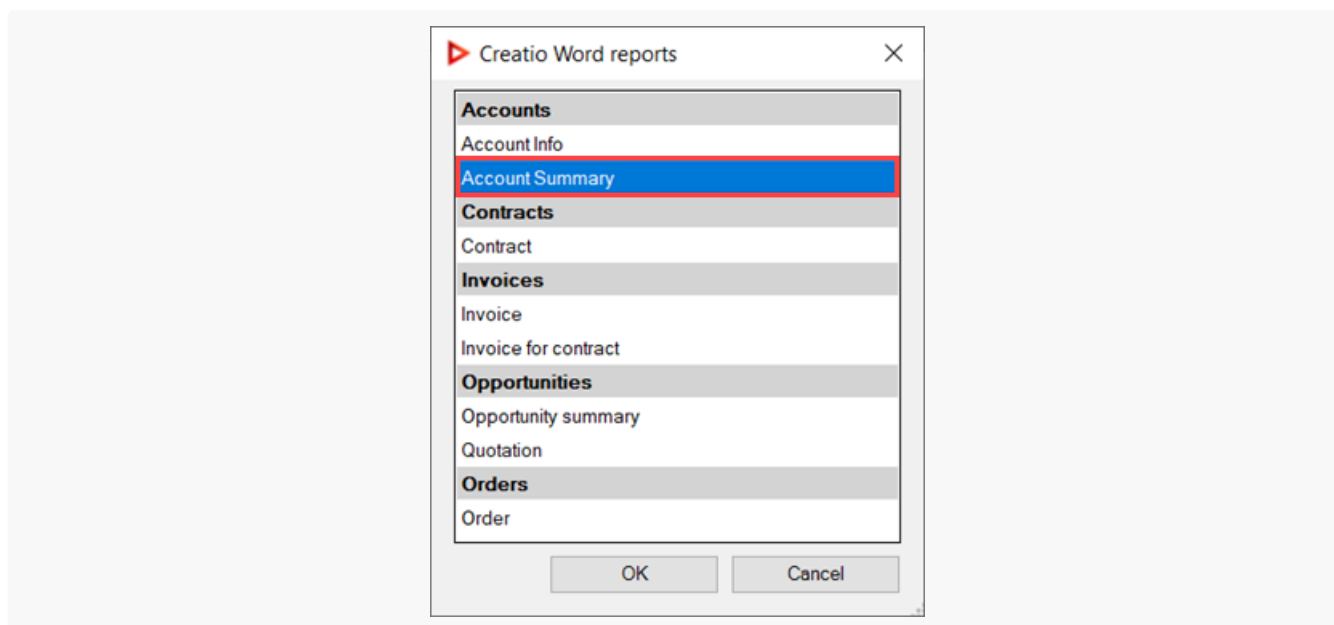 Creatio Word reports
Accounts
Account Info
Account Summary
Contracts
Contract
Invoices
Invoice
Invoice for contract
Opportunities
Opportunity summary
Quotation
Orders
Order
OK Cancel